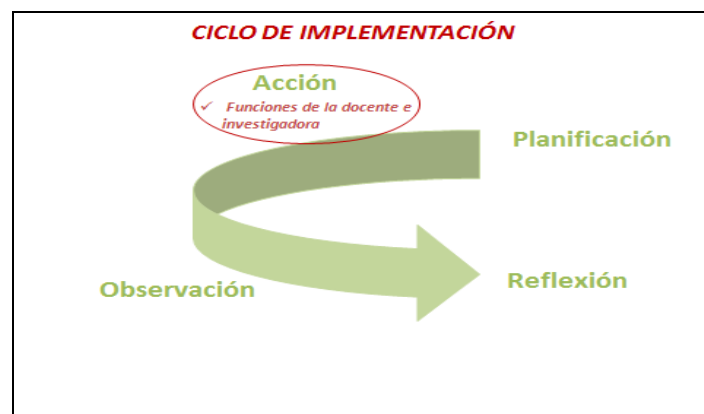 CICLO DE IMPLEMENTACIÓN
Acción
✓ Funciones de la docente e
investigadora
Planificación
Observación
Reflexión